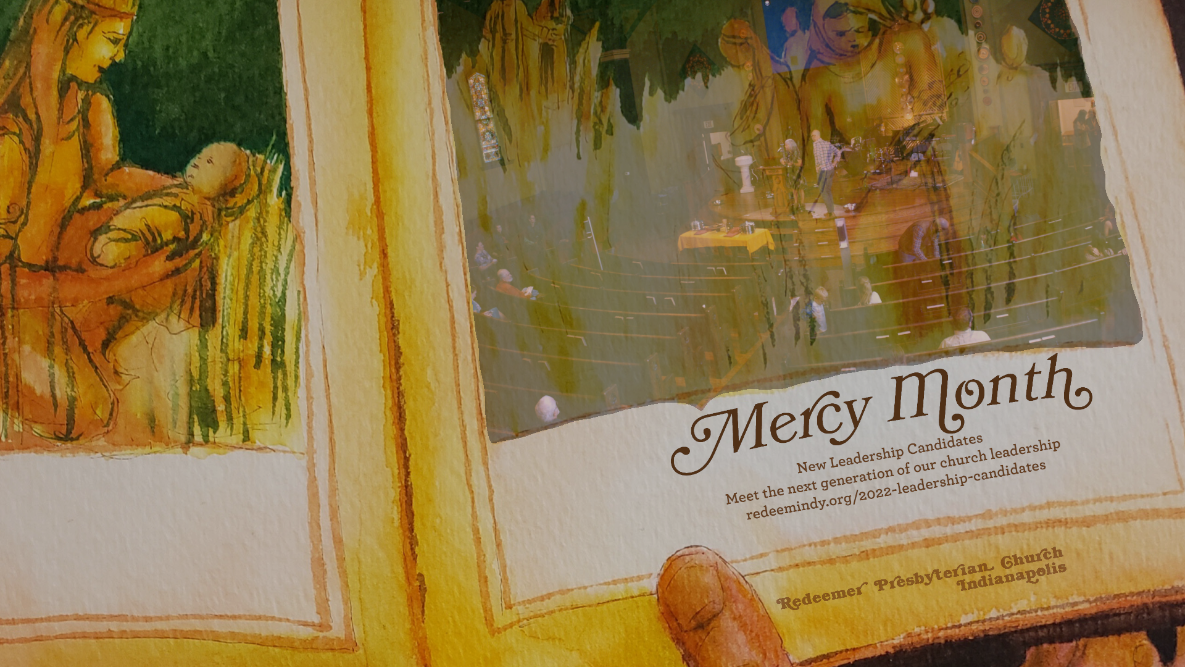 Mercy Month
New Leadership Candidates
Meet the next generation of our church leadership
redeemindy.org/2022-leadership-candidates
Redeemer Presbyterian Church
Indianapolis